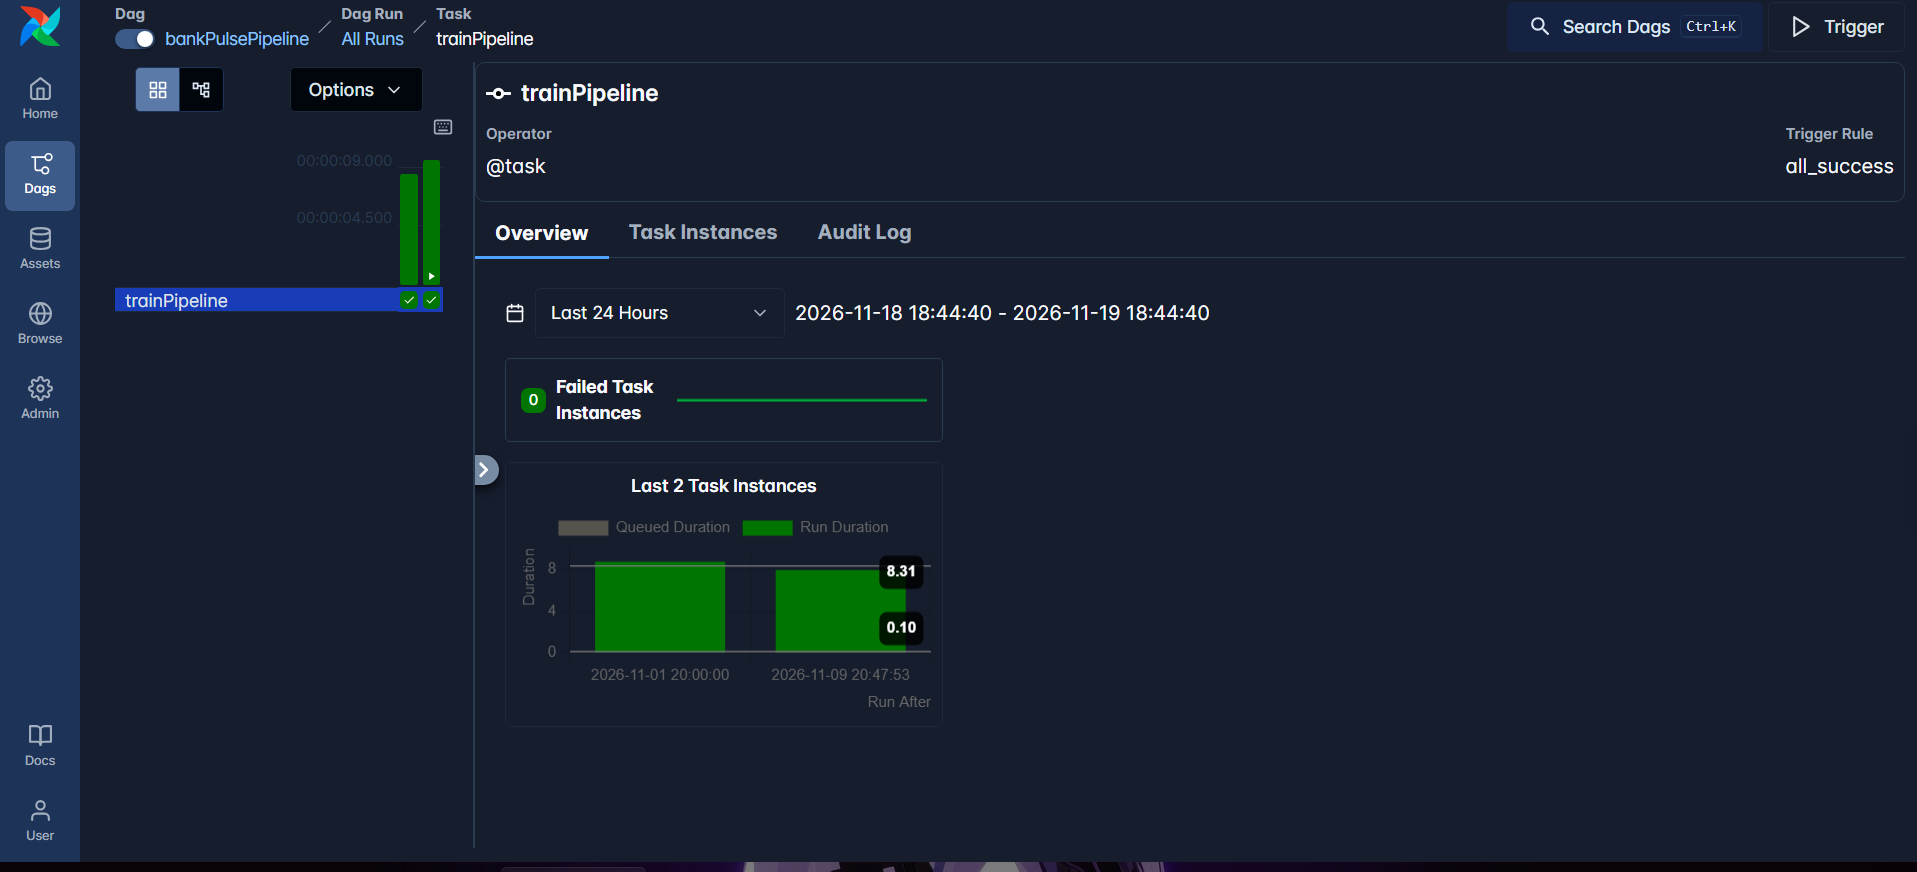 Dag
bankPulsePipeline
Dag Run
All Runs
Task
trainPipeline
Search Dags Ctrl+K
Trigger
Home
Dags
Assets
Browse
Admin
Docs
User
Options
00:00:09.000
00:00:04.500
trainPipeline
trainPipeline
Operator
@task
Trigger Rule
all_success
Overview Task Instances Audit Log
Last 24 Hours 2026-11-18 18:44:40 - 2026-11-19 18:44:40
0
Failed Task
Instances
Last 2 Task Instances
Queued Duration Run Duration
Duration
8
4
0
8.31
0.10
2026-11-01 20:00:00 2026-11-09 20:47:53
Run After